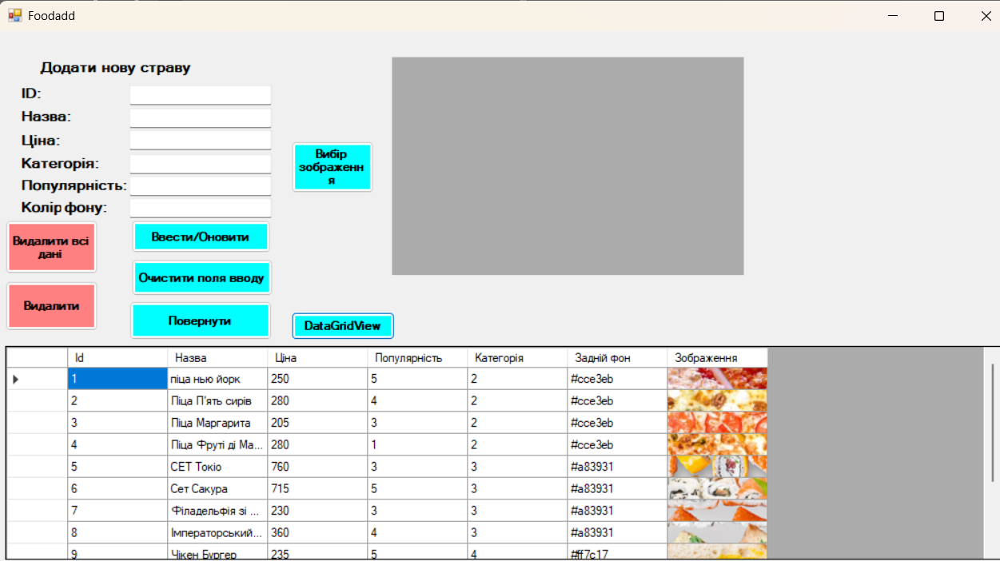 Foodadd
Додати нову страву
ID:
Назва:
Ціна:
Категорія:
Популярність:
Колір фону:
Вибір
зображенн
я
Видалити всі
дані
Ввести/Оновити
Очистити поля вводу
Видалити
Повернути
DataGridView
Id Назва Ціна Популярність Категорія Задній фон Зображення
1 піца нью йорк 250 5 2 #cce3eb
2 Піца П'ять сирів 280 4 2 #cce3eb
3 Піца Маргарита 205 3 2 #cce3eb
4 Піца Фруті ді Ма... 280 1 2 #cce3eb
5 СЕТ Токіо 760 3 3 #a83931
6 Сет Сакура 715 5 3 #a83931
7 Філадельфія зі ... 230 3 3 #a83931
8 Імператорський... 360 4 3 #a83931
9 Чікен Бургер 235 5 4 #ff7c17